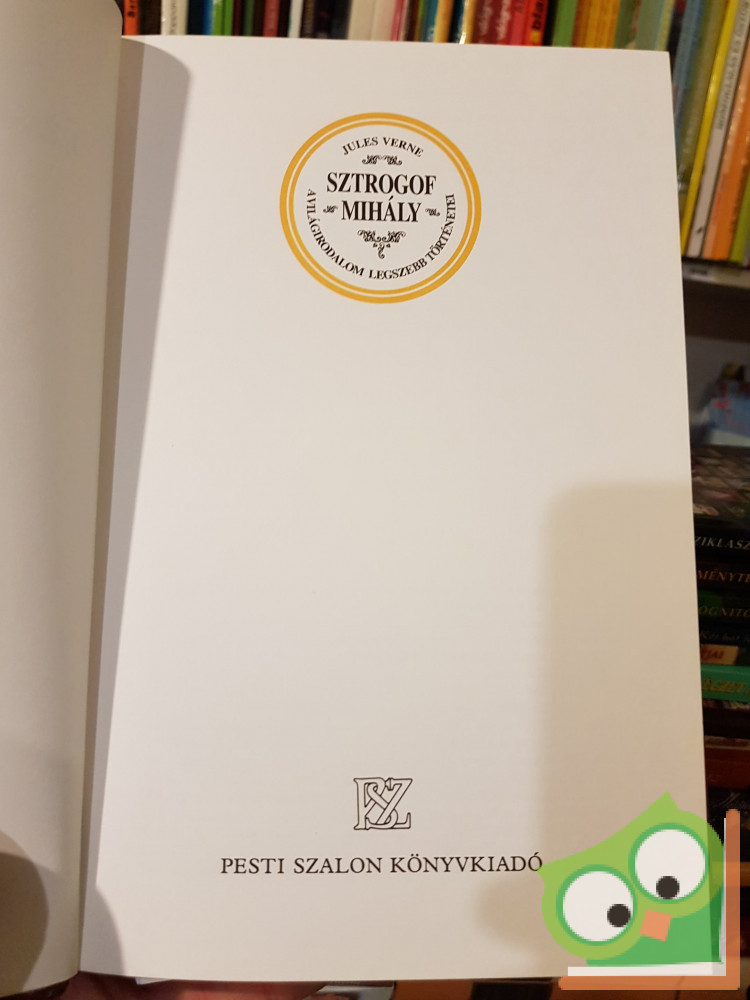 JULES VERNE
SZTROGOF
MIHÁLY
A VILÁGIRODALOM LEGSZEBB TÖRTÉNETEI
PSZ
PESTI SZALON KÖNYVKIADÓ